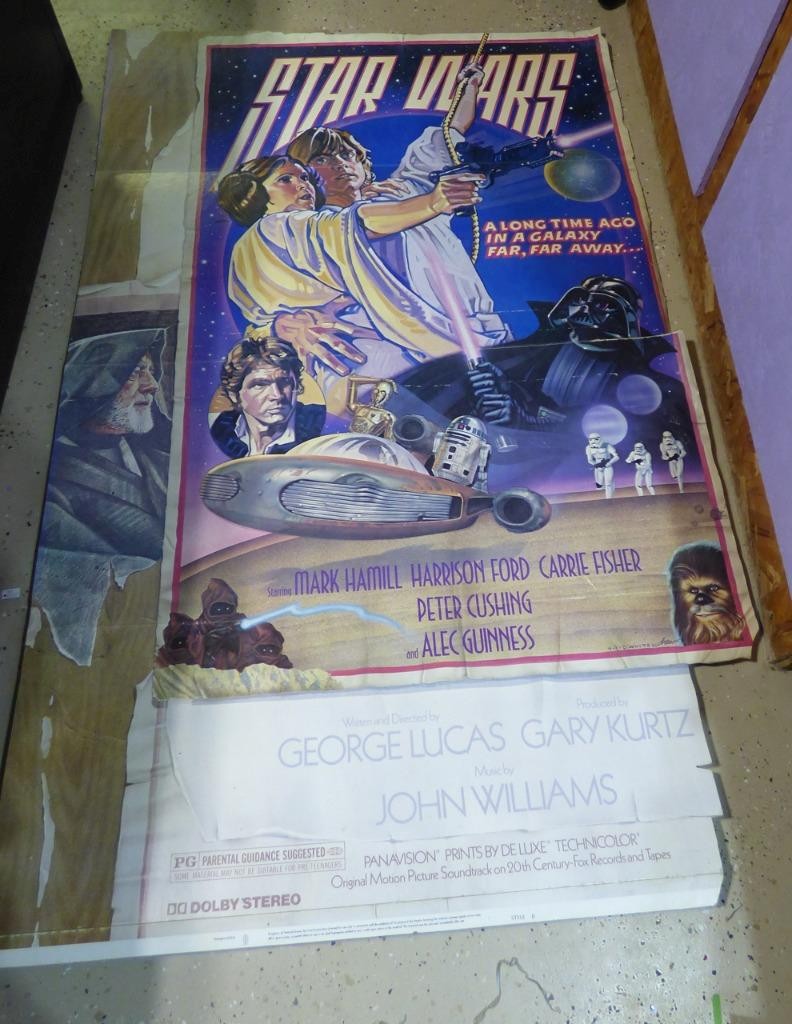 STAR WARS
A LONG TIME AGO
IN A GALAXY
FAR, FAR AWAY....
Starring MARK HAMILL HARRISON FORD CARRIE FISHER
PETER CUSHING
and ALEC GUINNESS
Written and Directed by
GEORGE LUCAS
Produced by
GARY KURTZ
Music by
JOHN WILLIAMS
PG PARENTAL GUIDANCE SUGGESTED
SOME MATERIAL MAY NOT BE SUITABLE FOR PRE-TEENAGERS
PANAVISION® PRINTS BY DE LUXE® TECHNICOLOR®
Original Motion Picture Soundtrack on 20th Century-Fox Records and Tapes
DOLBY STEREO
STYLE